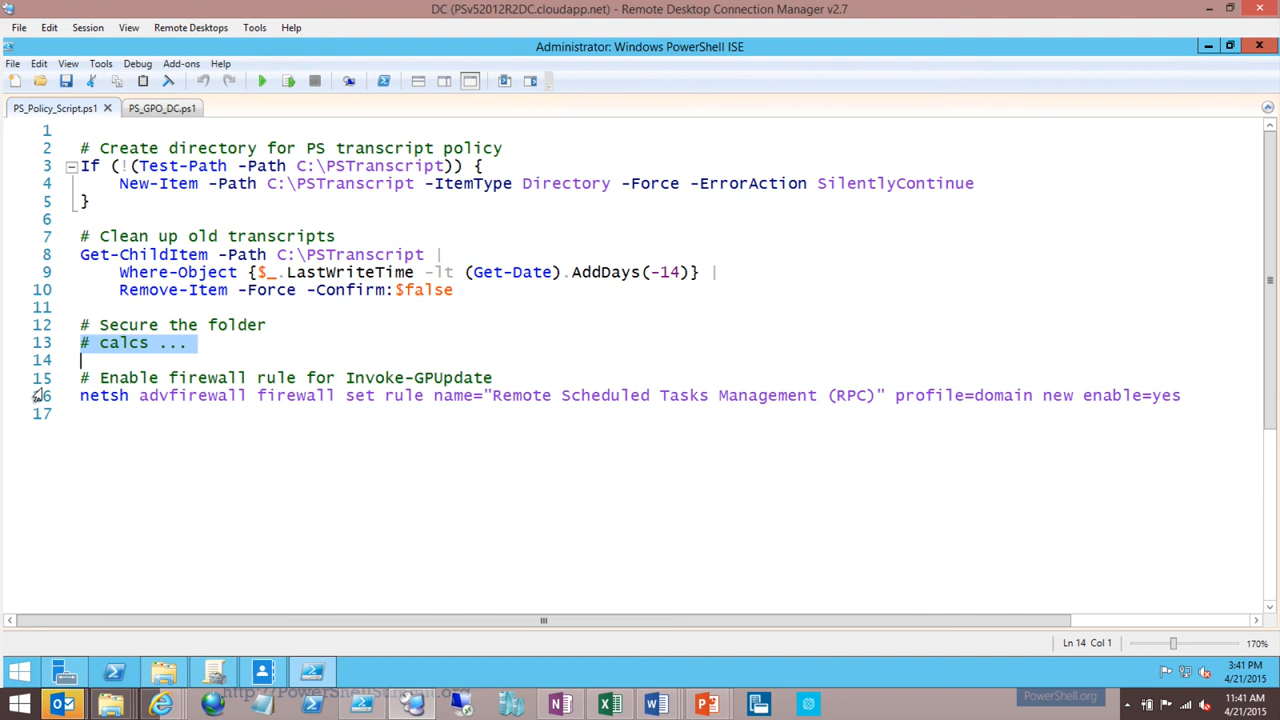 DC (PSv52012R2DC.cloudapp.net) - Remote Desktop Connection Manager v2.7
File Edit Session View Remote Desktops Tools Help
Administrator: Windows PowerShell ISE
File Edit View Tools Debug Add-ons Help
PS_Policy_Script.ps1 PS_GPO_DC.ps1
1
2 # Create directory for PS transcript policy
3 If (!(Test-Path -Path C:\PSTranscript)) {
4 New-Item -Path C:\PSTranscript -ItemType Directory -Force -ErrorAction SilentlyContinue
5 }
6
7 # Clean up old transcripts
8 Get-ChildItem -Path C:\PSTranscript |
9 Where-Object {$_.LastWriteTime -lt (Get-Date).AddDays(-14)} |
10 Remove-Item -Force -Confirm:$false
11
12 # Secure the folder
13 # calcs ...
14
15 # Enable firewall rule for Invoke-GPUpdate
16 netsh advfirewall firewall set rule name="Remote Scheduled Tasks Management (RPC)" profile=domain new enable=yes
17
Ln 14 Col 1 170%
3:41 PM
4/21/2015
PowerShell.org
11:41 AM
4/21/2015